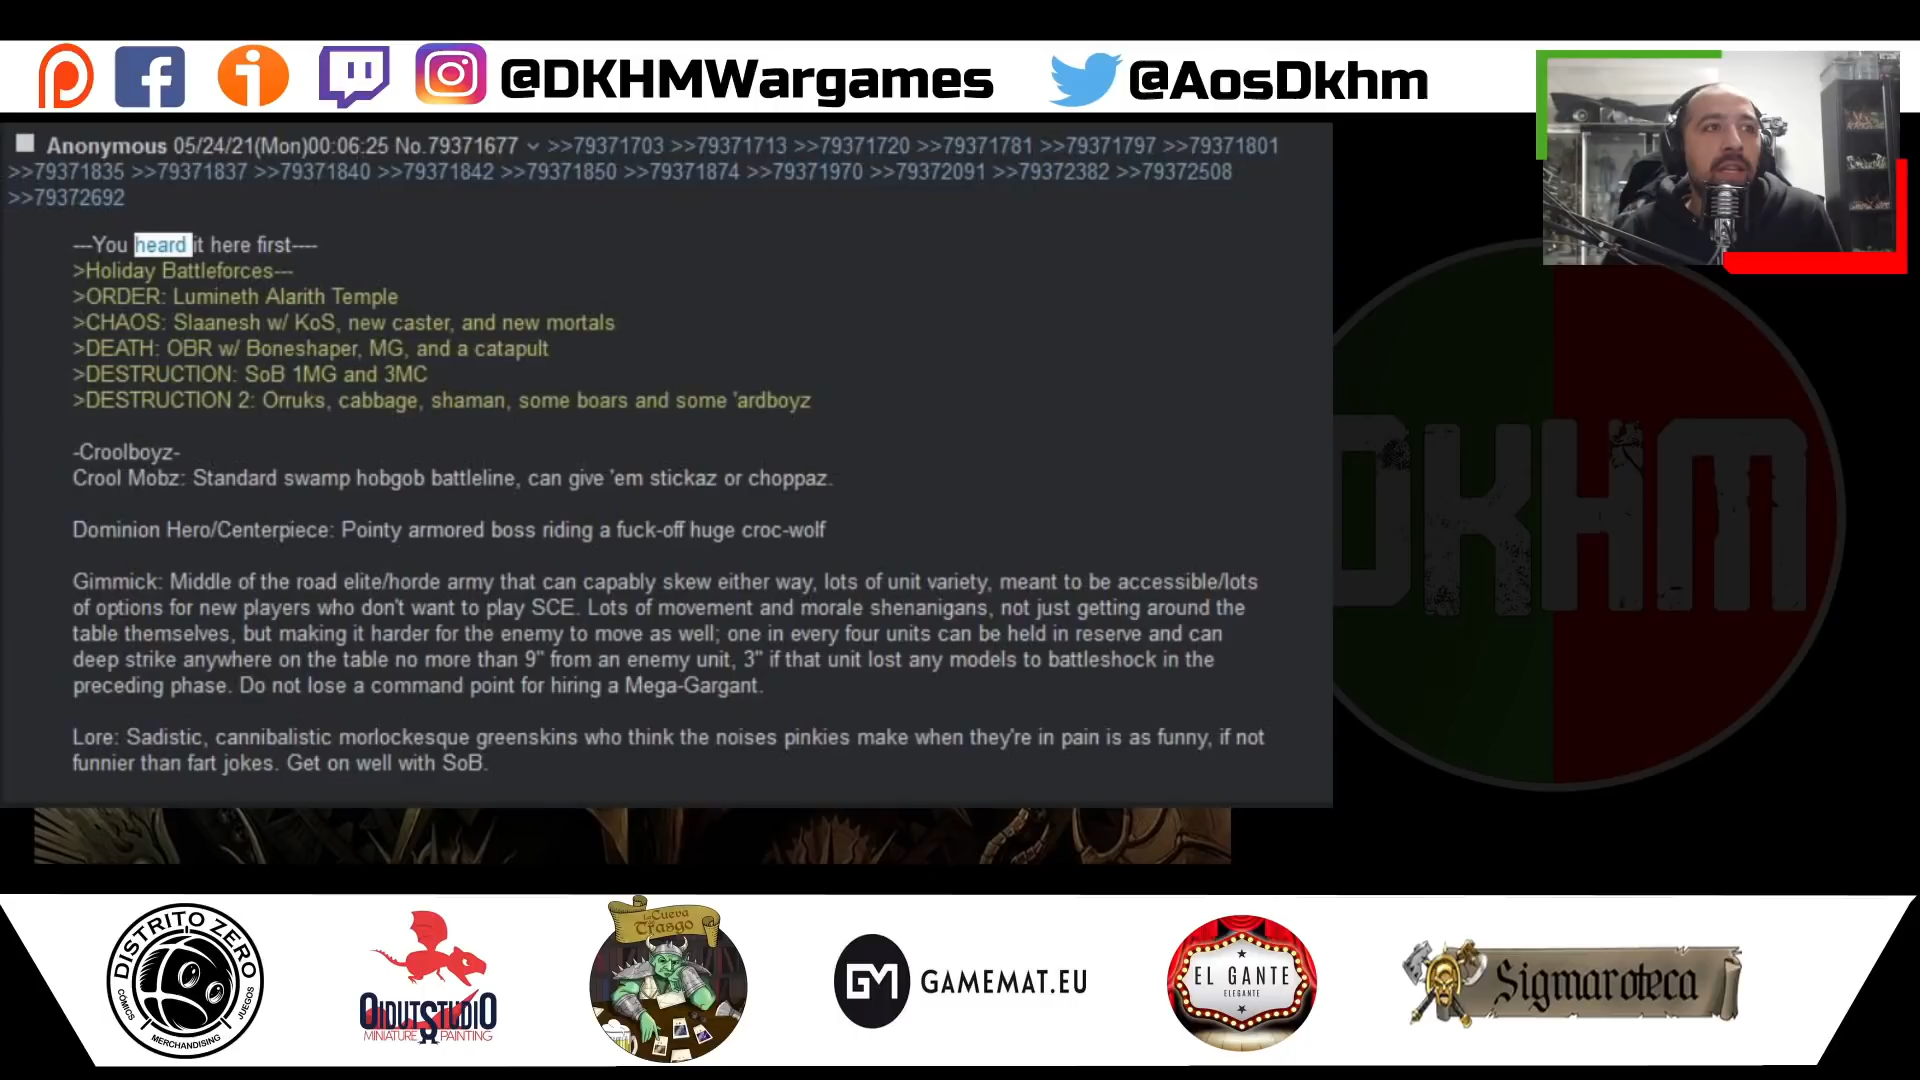 @DKHMWargames @AosDkhm
Anonymous 05/24/21(Mon)00:06:25 No.79371677 >>79371703 >>79371713 >>79371720 >>79371781 >>79371797 >>79371801
>>79371835 >>79371837 >>79371840 >>79371842 >>79371850 >>79371874 >>79371970 >>79372091 >>79372382 >>79372508
>>79372692
---You heard it here first----
>Holiday Battleforces---
>ORDER: Lumineth Alarith Temple
>CHAOS: Slaanesh w/ KoS, new caster, and new mortals
>DEATH: OBR w/ Boneshaper, MG, and a catapult
>DESTRUCTION: SoB 1MG and 3MC
>DESTRUCTION 2: Orruks, cabbage, shaman, some boars and some 'ardboyz
-Croolboyz-
Crool Mobz: Standard swamp hobgob battleline, can give 'em stickaz or choppaz.
Dominion Hero/Centerpiece: Pointy armored boss riding a fuck-off huge croc-wolf
Gimmick: Middle of the road elite/horde army that can capably skew either way, lots of unit variety, meant to be accessible/lots
of options for new players who don't want to play SCE. Lots of movement and morale shenanigans, not just getting around the
table themselves, but making it harder for the enemy to move as well; one in every four units can be held in reserve and can
deep strike anywhere on the table no more than 9" from an enemy unit, 3" if that unit lost any models to battleshock in the
preceding phase. Do not lose a command point for hiring a Mega-Gargant.
Lore: Sadistic, cannibalistic morlockesque greenskins who think the noises pinkies make when they're in pain is as funny, if not
funnier than fart jokes. Get on well with SoB.
DKHM
DISTRITO ZERO
CÓMICS
MERCHANDISING
JUEGOS
OIDUTSTUDIO
MINIATURE PAINTING
La Cueva
Trasgo
GM GAMEMAT.EU
EL GANTE
ELEGANTE
Sigmaroteca